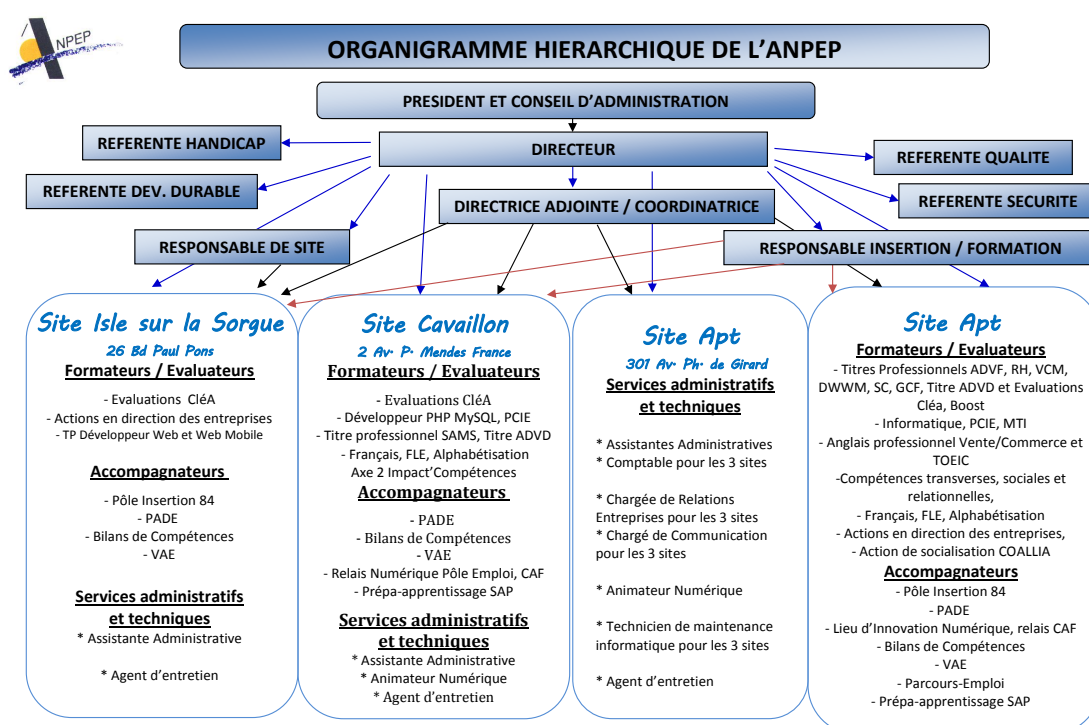 NPEP
ORGANIGRAMME HIERARCHIQUE DE L'ANPEP
PRESIDENT ET CONSEIL D'ADMINISTRATION
REFERENTE HANDICAP
DIRECTEUR
REFERENTE QUALITE
REFERENTE DEV. DURABLE
DIRECTRICE ADJOINTE / COORDINATRICE
REFERENTE SECURITE
RESPONSABLE DE SITE
RESPONSABLE INSERTION / FORMATION
Site Isle sur la Sorgue
26 Bd Paul Pons
Formateurs / Evaluateurs
- Evaluations CléA
- Actions en direction des entreprises
- TP Développeur Web et Web Mobile
Accompagnateurs
- Pôle Insertion 84
- PADE
- Bilans de Compétences
- VAE
Services administratifs
et techniques
* Assistante Administrative
* Agent d'entretien
Site Cavaillon
2 Av. P. Mendes France
Formateurs / Evaluateurs
- Evaluations CléA
- Développeur PHP MySQL, PCIE
- Titre professionnel SAMS, Titre ADVD
- Français, FLE, Alphabétisation
Axe 2 Impact'Compétences
Accompagnateurs
- PADE
- Bilans de Compétences
- VAE
- Relais Numérique Pôle Emploi, CAF
- Prépa-apprentissage SAP
Services administratifs
et techniques
* Assistante Administrative
* Animateur Numérique
* Agent d'entretien
Site Apt
301 Av. Ph. de Girard
Services administratifs
et techniques
* Assistantes Administratives
* Comptable pour les 3 sites
* Chargée de Relations
Entreprises pour les 3 sites
* Chargé de Communication
pour les 3 sites
* Animateur Numérique
* Technicien de maintenance
informatique pour les 3 sites
* Agent d'entretien
Site Apt
Formateurs / Evaluateurs
- Titres Professionnels ADVF, RH, VCM,
DWWM, SC, GCF, Titre ADVD et Evaluations
Cléa, Boost
- Informatique, PCIE, MTI
- Anglais professionnel Vente/Commerce et
TOEIC
-Compétences transverses, sociales et
relationnelles,
- Français, FLE, Alphabétisation
- Actions en direction des entreprises,
- Action de socialisation COALLIA
Accompagnateurs
- Pôle Insertion 84
- PADE
- Lieu d'Innovation Numérique, relais CAF
- Bilans de Compétences
- VAE
- Parcours-Emploi
- Prépa-apprentissage SAP